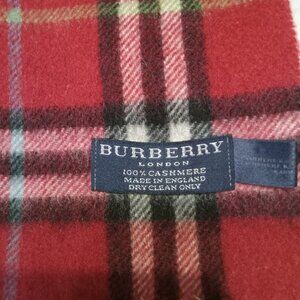 BURBERRY
LONDON
100% CASHMERE
MADE IN ENGLAND
DRY CLEAN ONLY